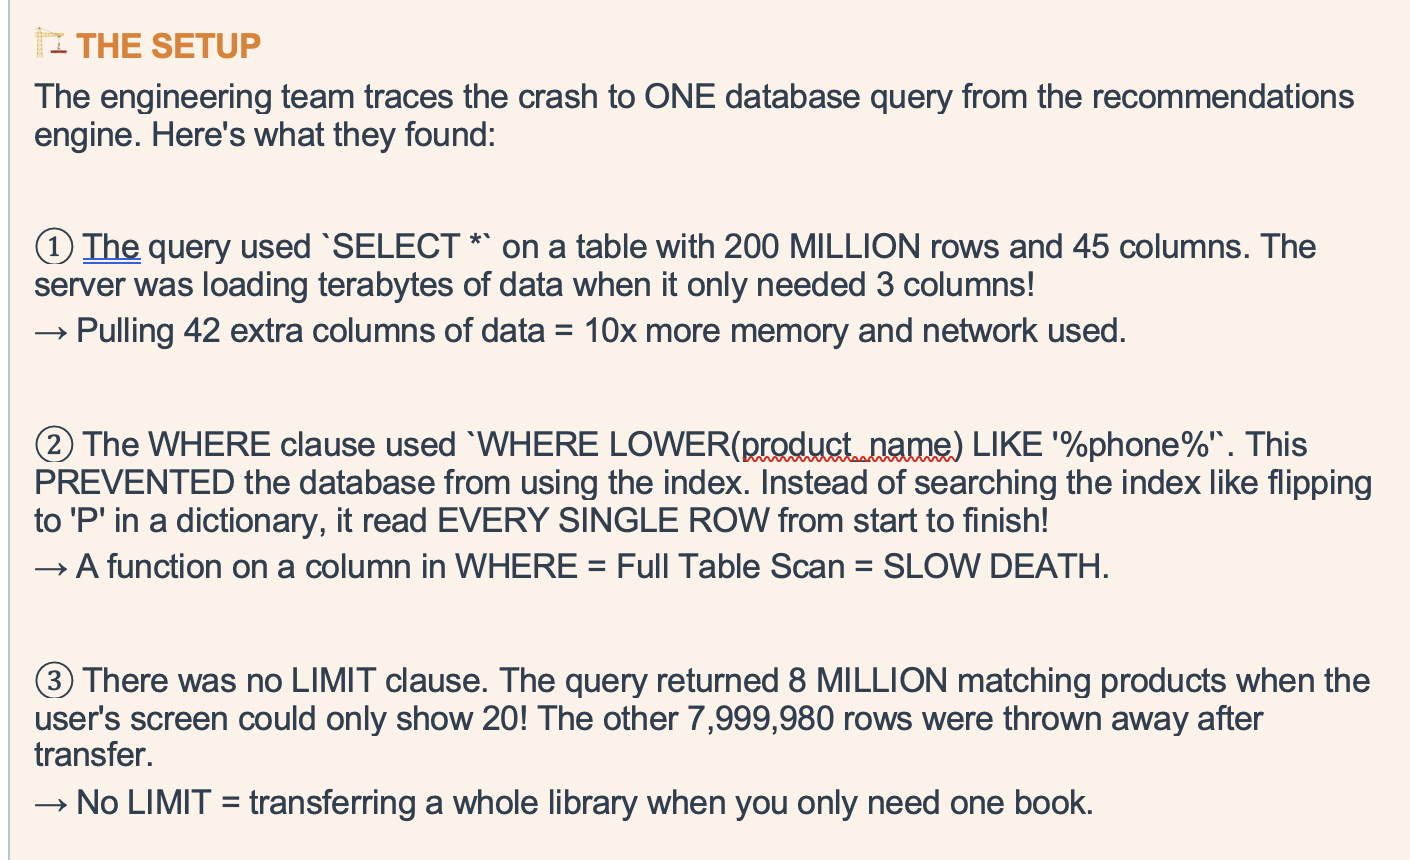 🏗️ THE SETUP
The engineering team traces the crash to ONE database query from the recommendations
engine. Here's what they found:
① The query used `SELECT *` on a table with 200 MILLION rows and 45 columns. The
server was loading terabytes of data when it only needed 3 columns!
→ Pulling 42 extra columns of data = 10x more memory and network used.
② The WHERE clause used `WHERE LOWER(product_name) LIKE '%phone%'`. This
PREVENTED the database from using the index. Instead of searching the index like flipping
to 'P' in a dictionary, it read EVERY SINGLE ROW from start to finish!
→ A function on a column in WHERE = Full Table Scan = SLOW DEATH.
③ There was no LIMIT clause. The query returned 8 MILLION matching products when the
user's screen could only show 20! The other 7,999,980 rows were thrown away after
transfer.
→ No LIMIT = transferring a whole library when you only need one book.